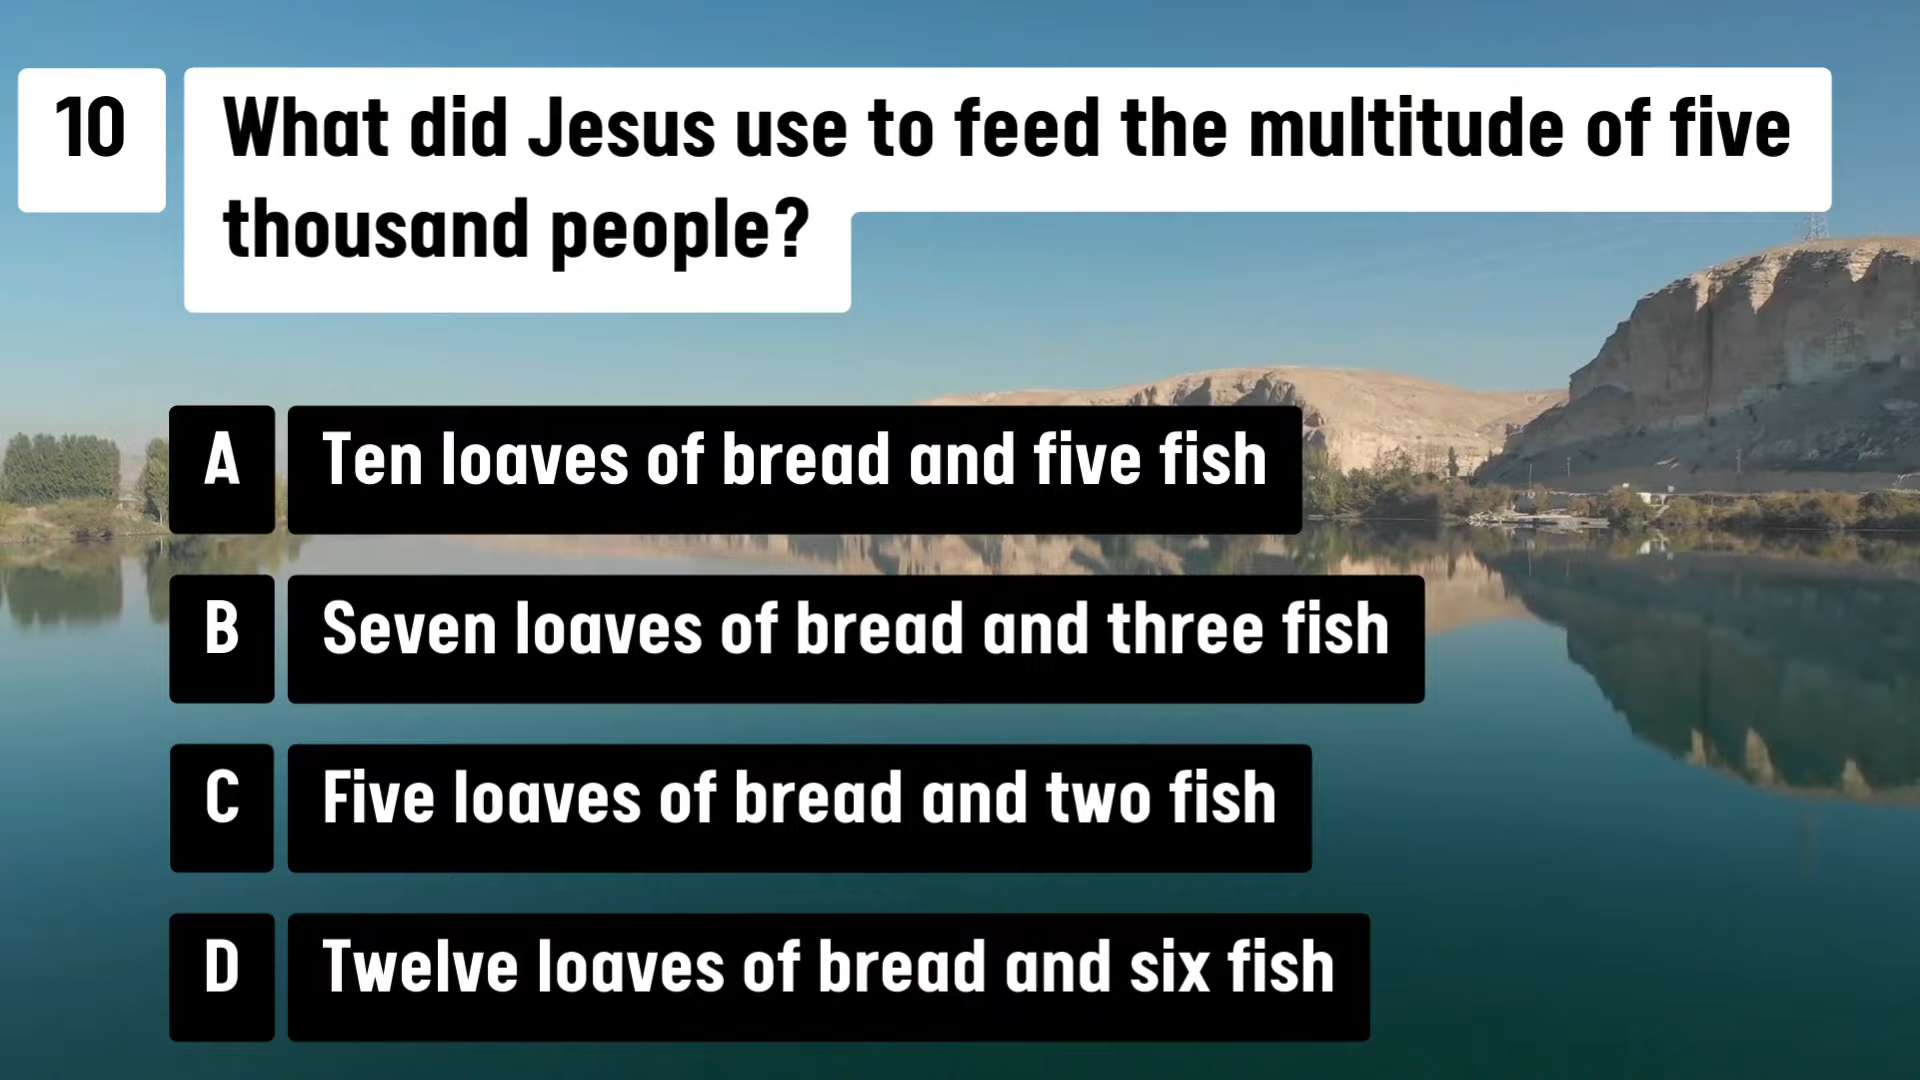 10
What did Jesus use to feed the multitude of five
thousand people?
A
Ten loaves of bread and five fish
B
Seven loaves of bread and three fish
C
Five loaves of bread and two fish
D
Twelve loaves of bread and six fish